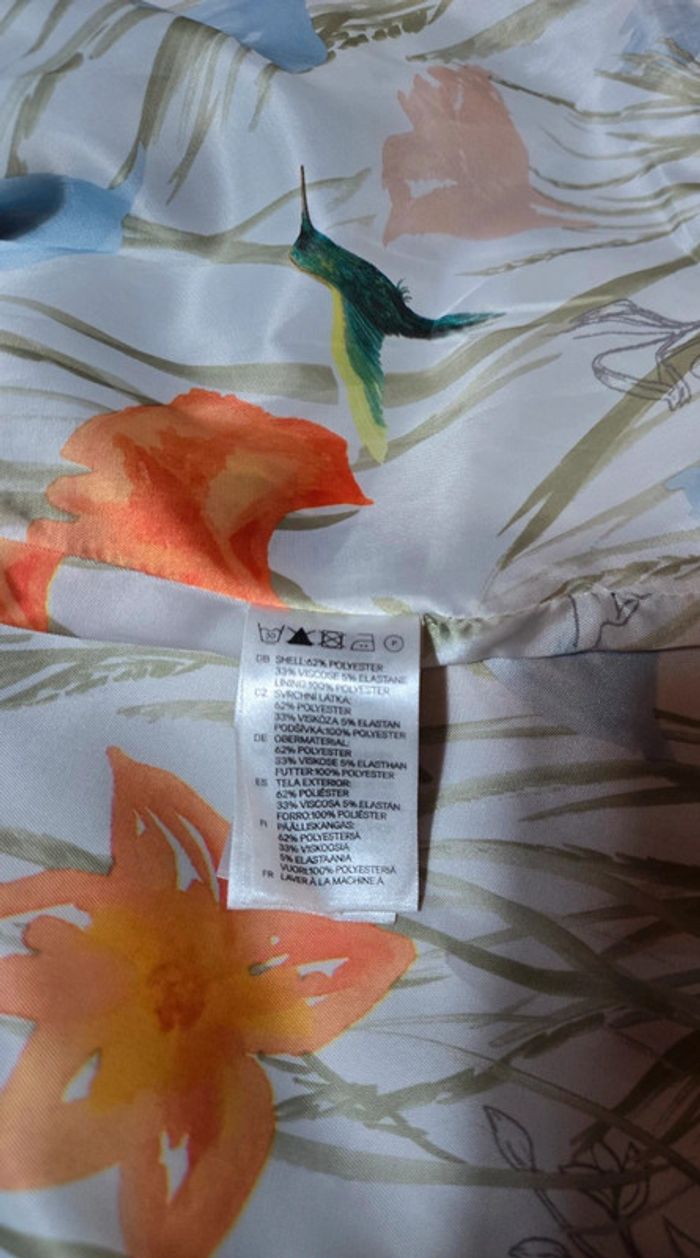 30 P
GB SHELL:62% POLYESTER
33% VISCOSE 5% ELASTANE
LINING:100% POLYESTER
CZ SVRCHNÍ LÁTKA:
62% POLYESTER
33% VISKÓZA 5% ELASTAN
PODŠÍVKA:100% POLYESTER
DE OBERMATERIAL:
62% POLYESTER
33% VISKOSE 5% ELASTHAN
FUTTER:100% POLYESTER
ES TELA EXTERIOR:
62% POLIÉSTER
33% VISCOSA 5% ELASTÁN
FORRO:100% POLIÉSTER
FI PÄÄLLISKANGAS:
62% POLYESTERIÄ
33% VISKOOSIA
5% ELASTAANIA
VUORI:100% POLYESTERIÄ
FR LAVER À LA MACHINE À